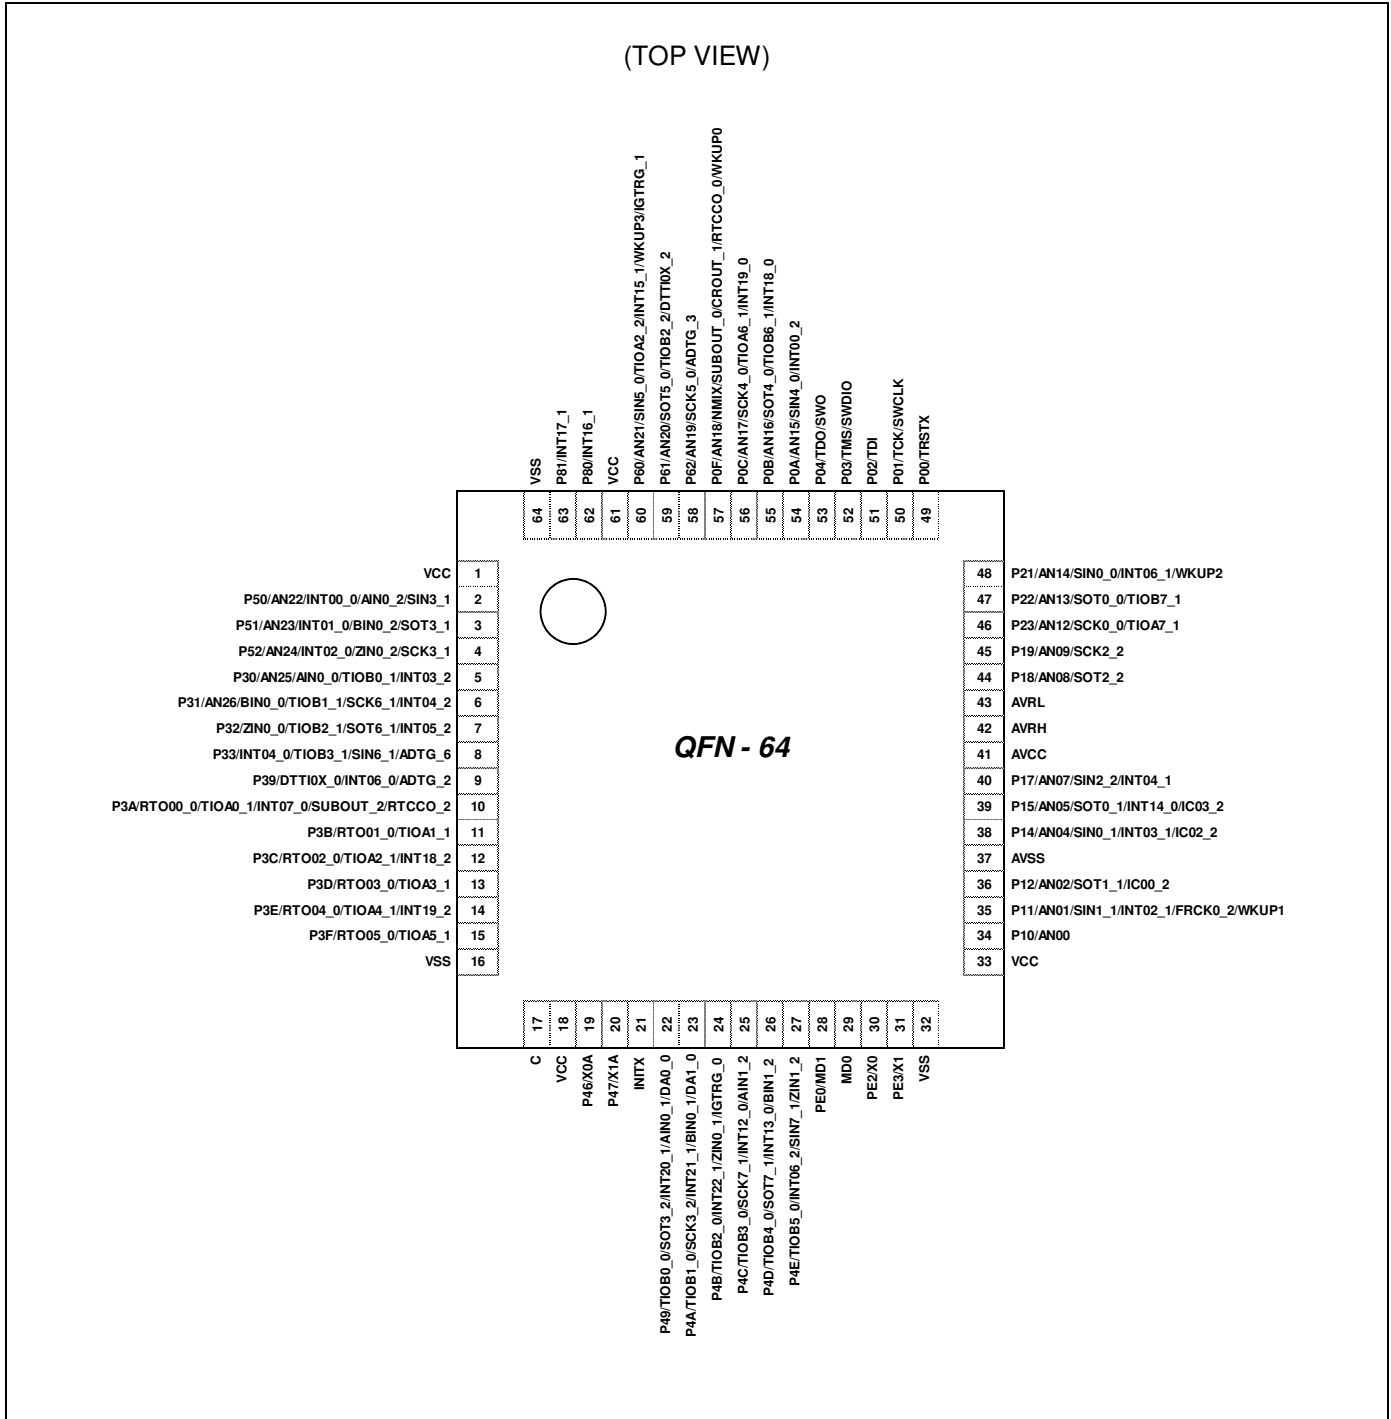 (TOP VIEW)
VSS
P81/INT17_1
P80/INT16_1
VCC
P60/AN21/SIN5_0/TIOA2_2/INT15_1/WKUP3/IGTRG_1
P61/AN20/SOT5_0/TIOB2_2/DTTI0X_2
P62/AN19/SCK5_0/ADTG_3
P0F/AN18/NMIX/SUBOUT_0/CROUT_1/RTCCO_0/WKUP0
P0C/AN17/SCK4_0/TIOA6_1/INT19_0
P0B/AN16/SOT4_0/TIOB6_1/INT18_0
P0A/AN15/SIN4_0/INT00_2
P04/TDO/SWO
P03/TMS/SWDIO
P02/TDI
P01/TCK/SWCLK
P00/TRSTX
64 63 62 61 60 59 58 57 56 55 54 53 52 51 50 49
VCC 1
P50/AN22/INT00_0/AIN0_2/SIN3_1 2
P51/AN23/INT01_0/BIN0_2/SOT3_1 3
P52/AN24/INT02_0/ZIN0_2/SCK3_1 4
P30/AN25/AIN0_0/TIOB0_1/INT03_2 5
P31/AN26/BIN0_0/TIOB1_1/SCK6_1/INT04_2 6
P32/ZIN0_0/TIOB2_1/SOT6_1/INT05_2 7
P33/INT04_0/TIOB3_1/SIN6_1/ADTG_6 8
P39/DTTI0X_0/INT06_0/ADTG_2 9
P3A/RTO00_0/TIOA0_1/INT07_0/SUBOUT_2/RTCCO_2 10
P3B/RTO01_0/TIOA1_1 11
P3C/RTO02_0/TIOA2_1/INT18_2 12
P3D/RTO03_0/TIOA3_1 13
P3E/RTO04_0/TIOA4_1/INT19_2 14
P3F/RTO05_0/TIOA5_1 15
VSS 16
QFN - 64
48 P21/AN14/SIN0_0/INT06_1/WKUP2
47 P22/AN13/SOT0_0/TIOB7_1
46 P23/AN12/SCK0_0/TIOA7_1
45 P19/AN09/SCK2_2
44 P18/AN08/SOT2_2
43 AVRL
42 AVRH
41 AVCC
40 P17/AN07/SIN2_2/INT04_1
39 P15/AN05/SOT0_1/INT14_0/IC03_2
38 P14/AN04/SIN0_1/INT03_1/IC02_2
37 AVSS
36 P12/AN02/SOT1_1/IC00_2
35 P11/AN01/SIN1_1/INT02_1/FRCK0_2/WKUP1
34 P10/AN00
33 VCC
17 18 19 20 21 22 23 24 25 26 27 28 29 30 31 32
C
VCC
P46/X0A
P47/X1A
INITX
P49/TIOB0_0/SOT3_2/INT20_1/AIN0_1/DA0_0
P4A/TIOB1_0/SCK3_2/INT21_1/BIN0_1/DA1_0
P4B/TIOB2_0/INT22_1/ZIN0_1/IGTRG_0
P4C/TIOB3_0/SCK7_1/INT12_0/AIN1_2
P4D/TIOB4_0/SOT7_1/INT13_0/BIN1_2
P4E/TIOB5_0/INT06_2/SIN7_1/ZIN1_2
PE0/MD1
MD0
PE2/X0
PE3/X1
VSS